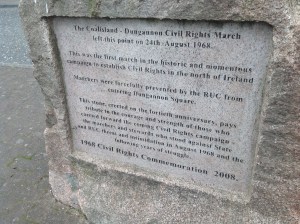 The Coalisland - Dungannon Civil Rights March
left this point on 24th August 1968.
This was the first march in the historic and momentous
campaign to establish Civil Rights in the north of Ireland
Marchers were forcefully prevented by the RUC from
entering Dungannon Square.
This stone, erected on the fortieth anniversary, pays
tribute to the courage and strength of those who
carried forward the ensuing Civil Rights campaign -
the marchers and stewards who stood against State
and RUC threat and intimidation in August 1968 and the
following years of struggle.
1968 Civil Rights Commemoration 2008.